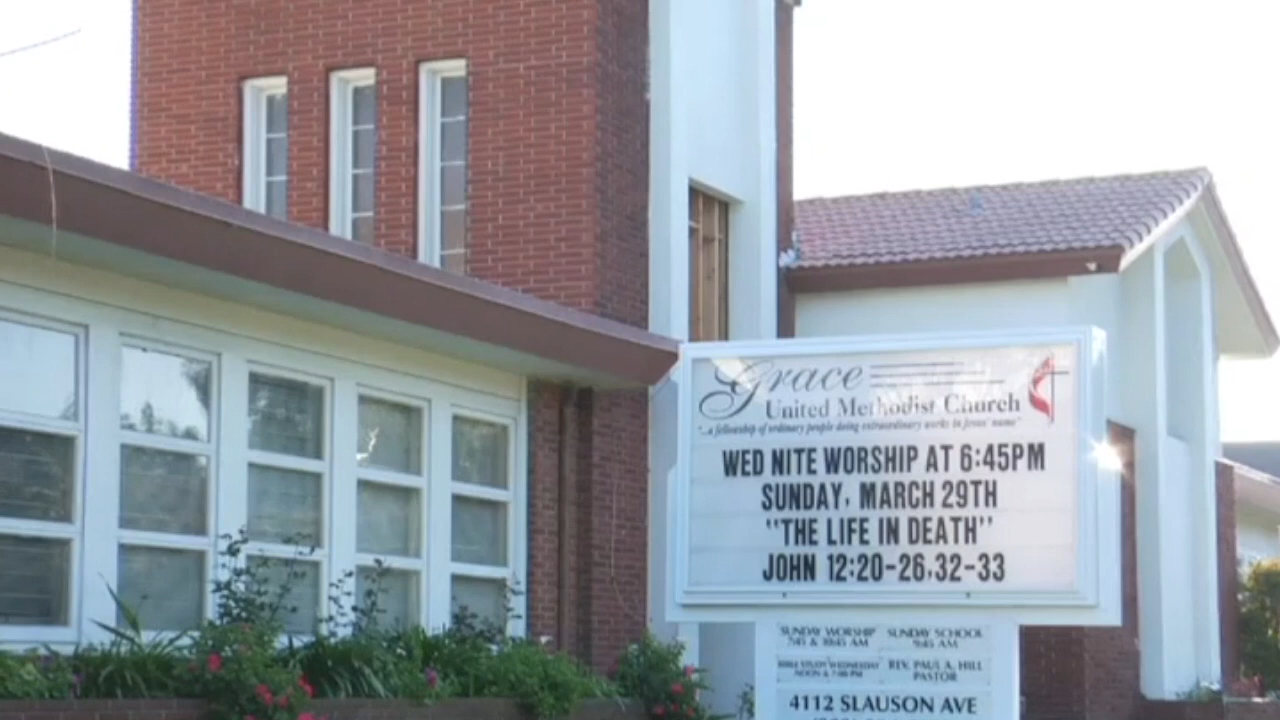 Grace
United Methodist Church
"...a fellowship of ordinary people doing extraordinary works in Jesus' name"
WED NITE WORSHIP AT 6:45PM
SUNDAY, MARCH 29TH
"THE LIFE IN DEATH"
JOHN 12:20-26,32-33
SUNDAY WORSHIP
7:45 & 10:45 AM
SUNDAY SCHOOL
9:45 AM
BIBLE STUDY WEDNESDAY
NOON & 7:00 PM
REV. PAUL A. HILL
PASTOR
4112 SLAUSON AVE